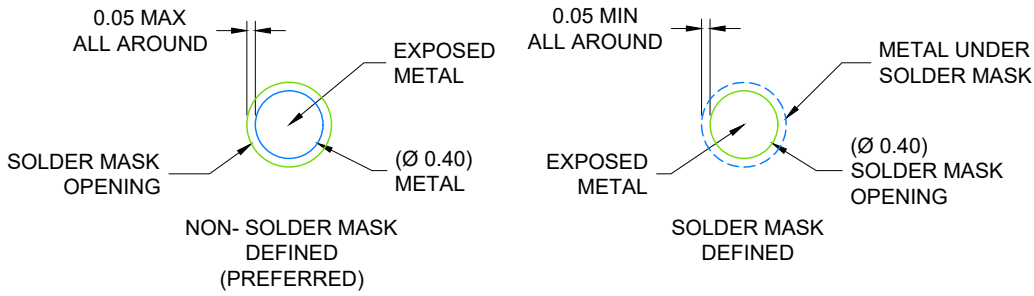 0.05 MAX
ALL AROUND
EXPOSED
METAL
SOLDER MASK
OPENING
(Ø 0.40)
METAL
NON- SOLDER MASK
DEFINED
(PREFERRED)
0.05 MIN
ALL AROUND
METAL UNDER
SOLDER MASK
EXPOSED
METAL
(Ø 0.40)
SOLDER MASK
OPENING
SOLDER MASK
DEFINED